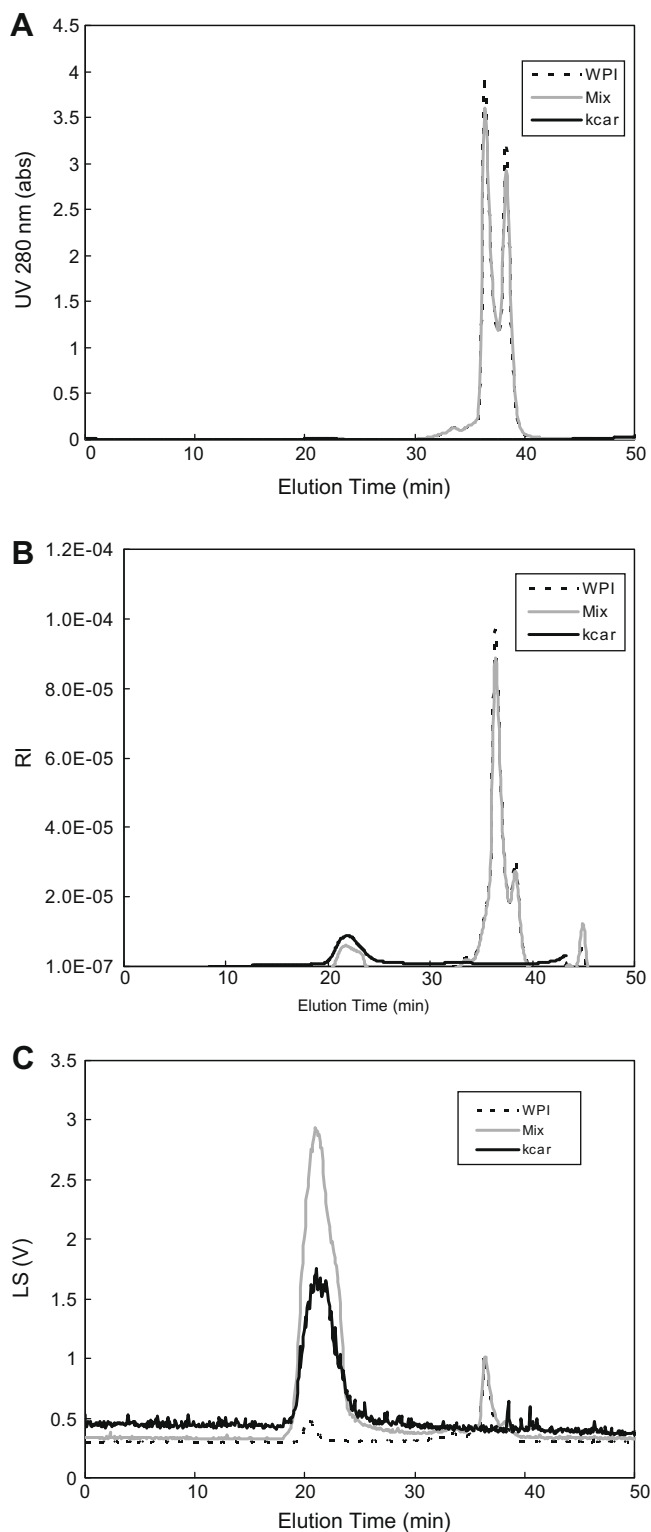 A
UV 280 nm (abs)
4.5
4
3.5
3
2.5
2
1.5
1
0.5
0
WPI
Mix
kcar
0 10 20 30 40 50
Elution Time (min)
B
RI
1.2E-04
1.0E-04
8.0E-05
6.0E-05
4.0E-05
2.0E-05
1.0E-07
WPI
Mix
kcar
0 10 20 30 40 50
Elution Time (min)
C
LS (V)
3.5
3
2.5
2
1.5
1
0.5
0
WPI
Mix
kcar
0 10 20 30 40 50
Elution Time (min)